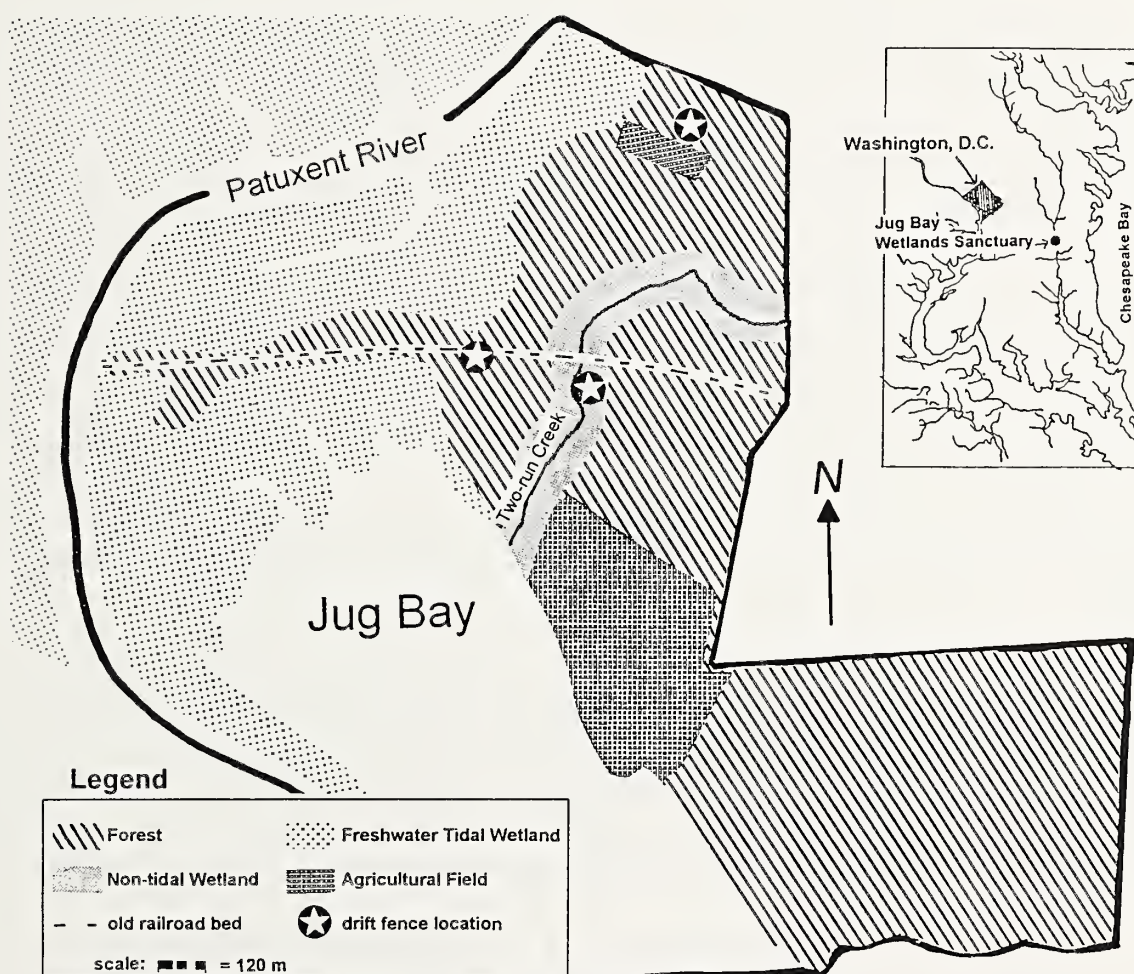 Patuxent River
Washington, D.C.
Jug Bay
Wetlands Sanctuary
Chesapeake Bay
Two-run Creek
N
Jug Bay
Legend
Forest
Freshwater Tidal Wetland
Non-tidal Wetland
Agricultural Field
old railroad bed
drift fence location
scale: = 120 m